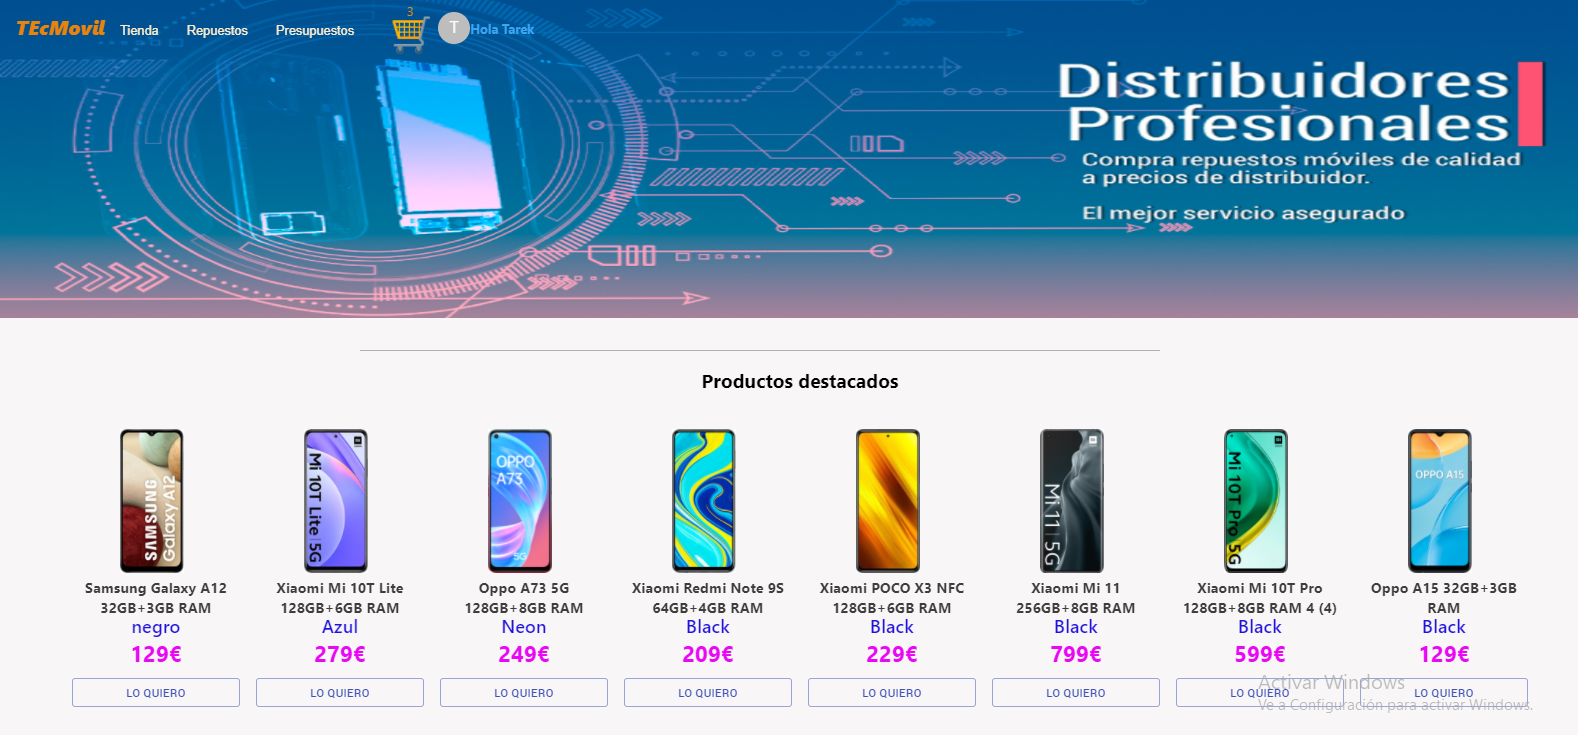 TEcMovil Tienda Repuestos Presupuestos 3 T Hola Tarek
Distribuidores
Profesionales
Compra repuestos móviles de calidad
a precios de distribuidor.
El mejor servicio asegurado
Productos destacados
SAMSUNG
Galaxy A12
Samsung Galaxy A12
32GB+3GB RAM
negro
129€
LO QUIERO
Mi 10T Lite 5G
Xiaomi Mi 10T Lite
128GB+6GB RAM
Azul
279€
LO QUIERO
OPPO
A73
5G
Oppo A73 5G
128GB+8GB RAM
Neon
249€
LO QUIERO
Xiaomi Redmi Note 9S
64GB+4GB RAM
Black
209€
LO QUIERO
Xiaomi POCO X3 NFC
128GB+6GB RAM
Black
229€
LO QUIERO
Mi 11 | 5G
Xiaomi Mi 11
256GB+8GB RAM
Black
799€
LO QUIERO
Mi 10T Pro 5G
Xiaomi Mi 10T Pro
128GB+8GB RAM 4 (4)
Black
599€
LO QUIERO
OPPO A15
Oppo A15 32GB+3GB
RAM
Black
129€
LO QUIERO
Activar Windows
Ve a Configuración para activar Windows.